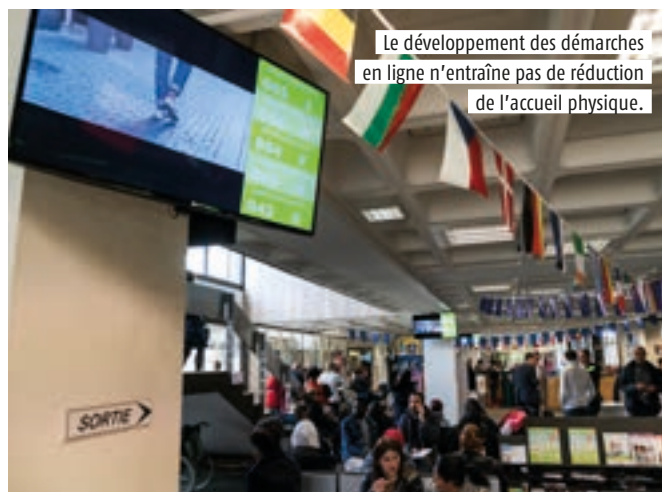 Le développement des démarches
en ligne n'entraîne pas de réduction
de l'accueil physique.
SORTIE